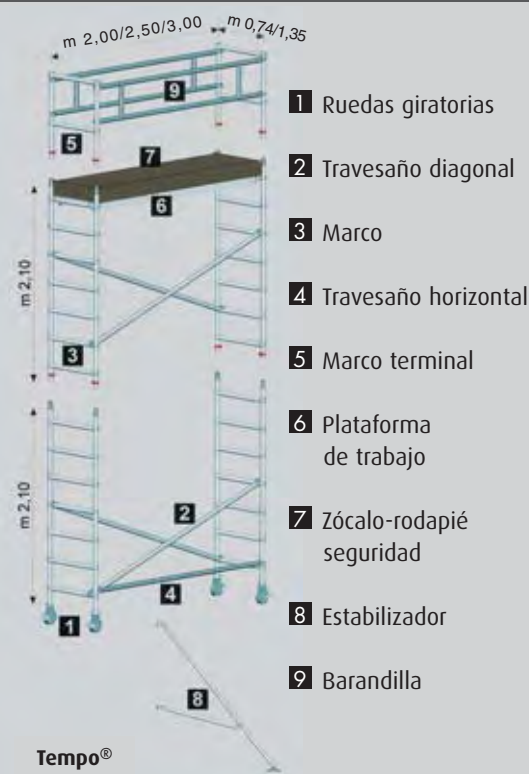 m 2,00/2,50/3,00
m 0,74/1,35
9
5
7
6
m 2,10
3
m 2,10
2
4
1
8
Tempo®
1 Ruedas giratorias
2 Travesaño diagonal
3 Marco
4 Travesaño horizontal
5 Marco terminal
6 Plataforma
de trabajo
7 Zócalo-rodapié
seguridad
8 Estabilizador
9 Barandilla